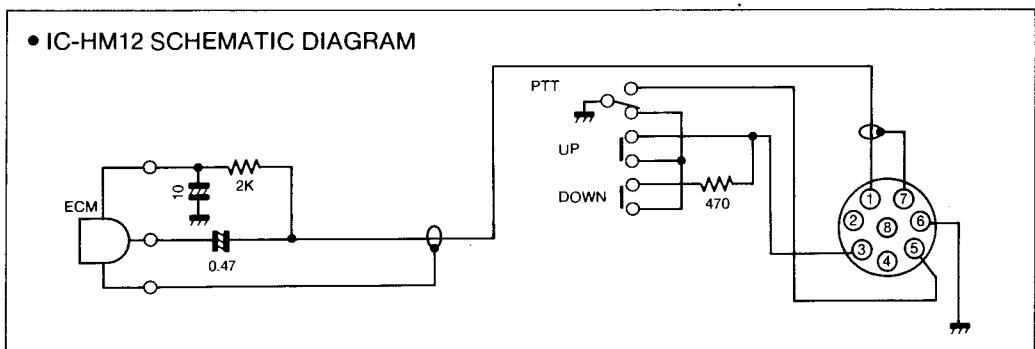 • IC-HM12 SCHEMATIC DIAGRAM
PTT
UP
DOWN
470
ECM
10
2K
0.47
1
7
2
8
6
3
5
4